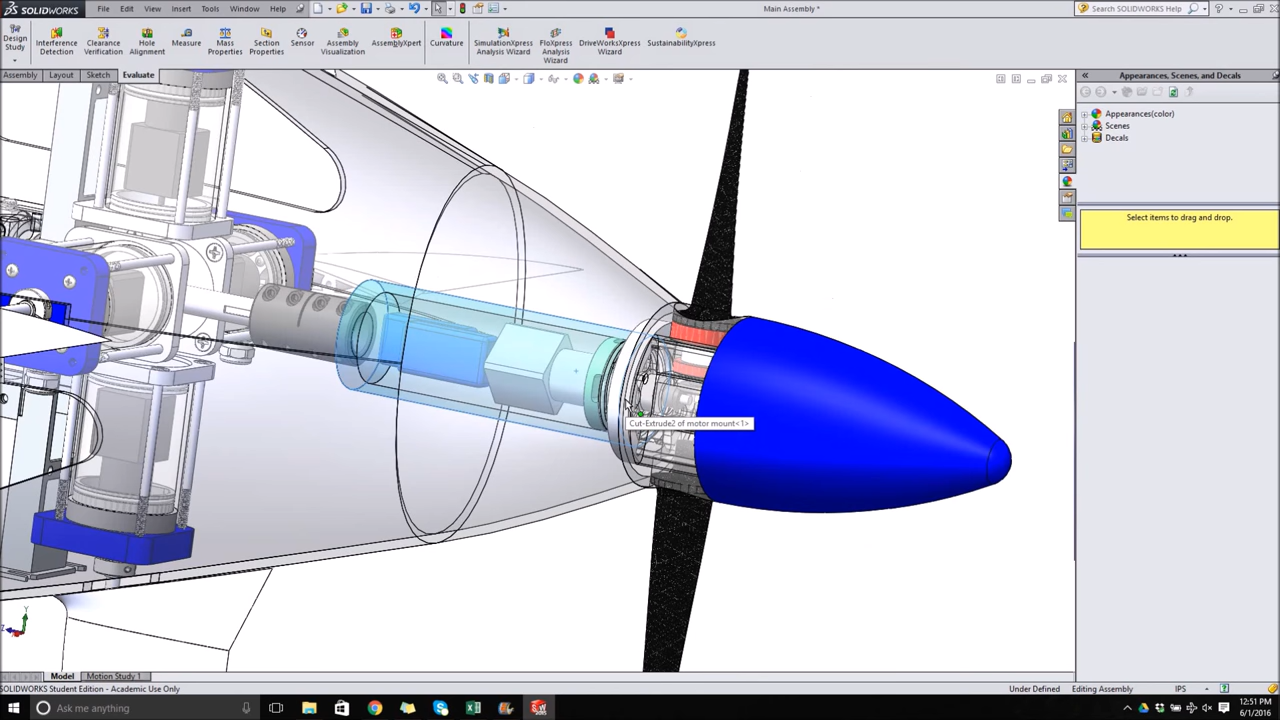 SOLIDWORKS
File Edit View Insert Tools Window Help
Main Assembly *
Search SOLIDWORKS Help
Design Study
Interference Detection
Clearance Verification
Hole Alignment
Measure
Mass Properties
Section Properties
Sensor
Assembly Visualization
AssemblyXpert
Curvature
SimulationXpress Analysis Wizard
FloXpress Analysis Wizard
DriveWorksXpress Wizard
SustainabilityXpress
Assembly Layout Sketch Evaluate
Appearances, Scenes, and Decals
Appearances(color)
Scenes
Decals
Select items to drag and drop.
Cut-Extrude2 of motor mount<1>
Y
Z
Model Motion Study 1
SOLIDWORKS Student Edition - Academic Use Only
Under Defined Editing Assembly IPS
Ask me anything
12:51 PM
6/1/2016